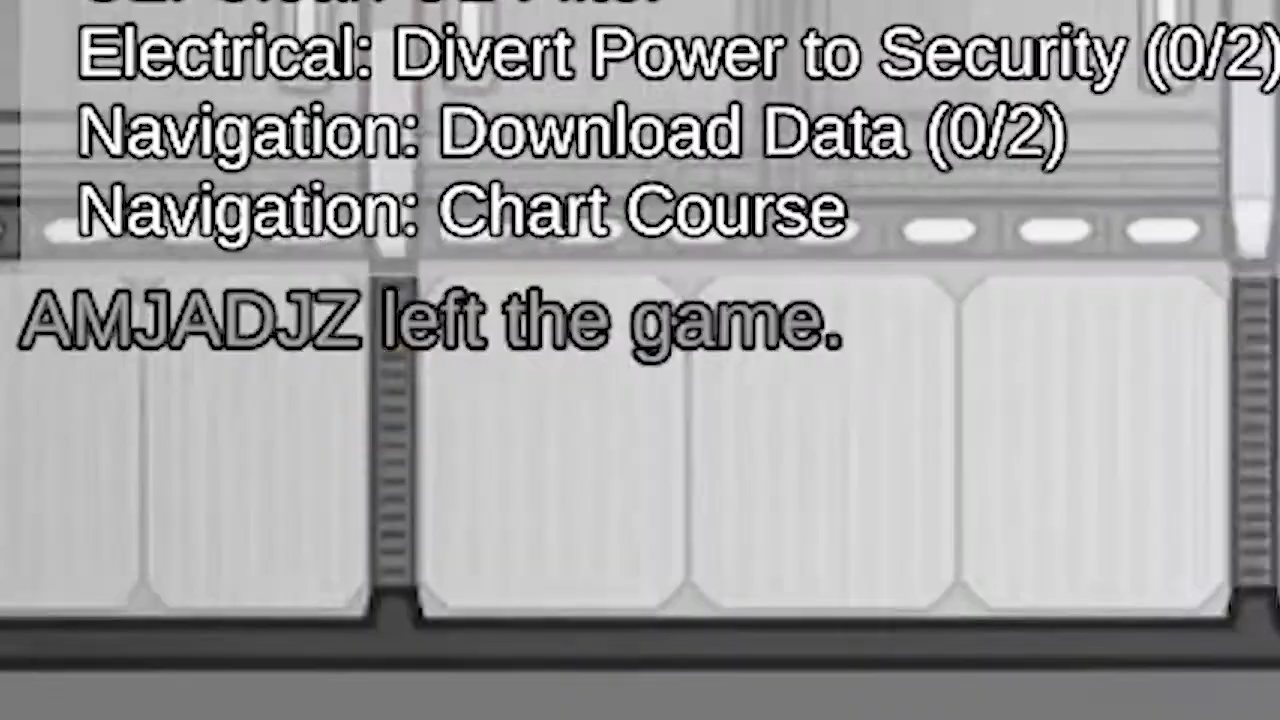 Electrical: Divert Power to Security (0/2)
Navigation: Download Data (0/2)
Navigation: Chart Course
AMJADJZ left the game.